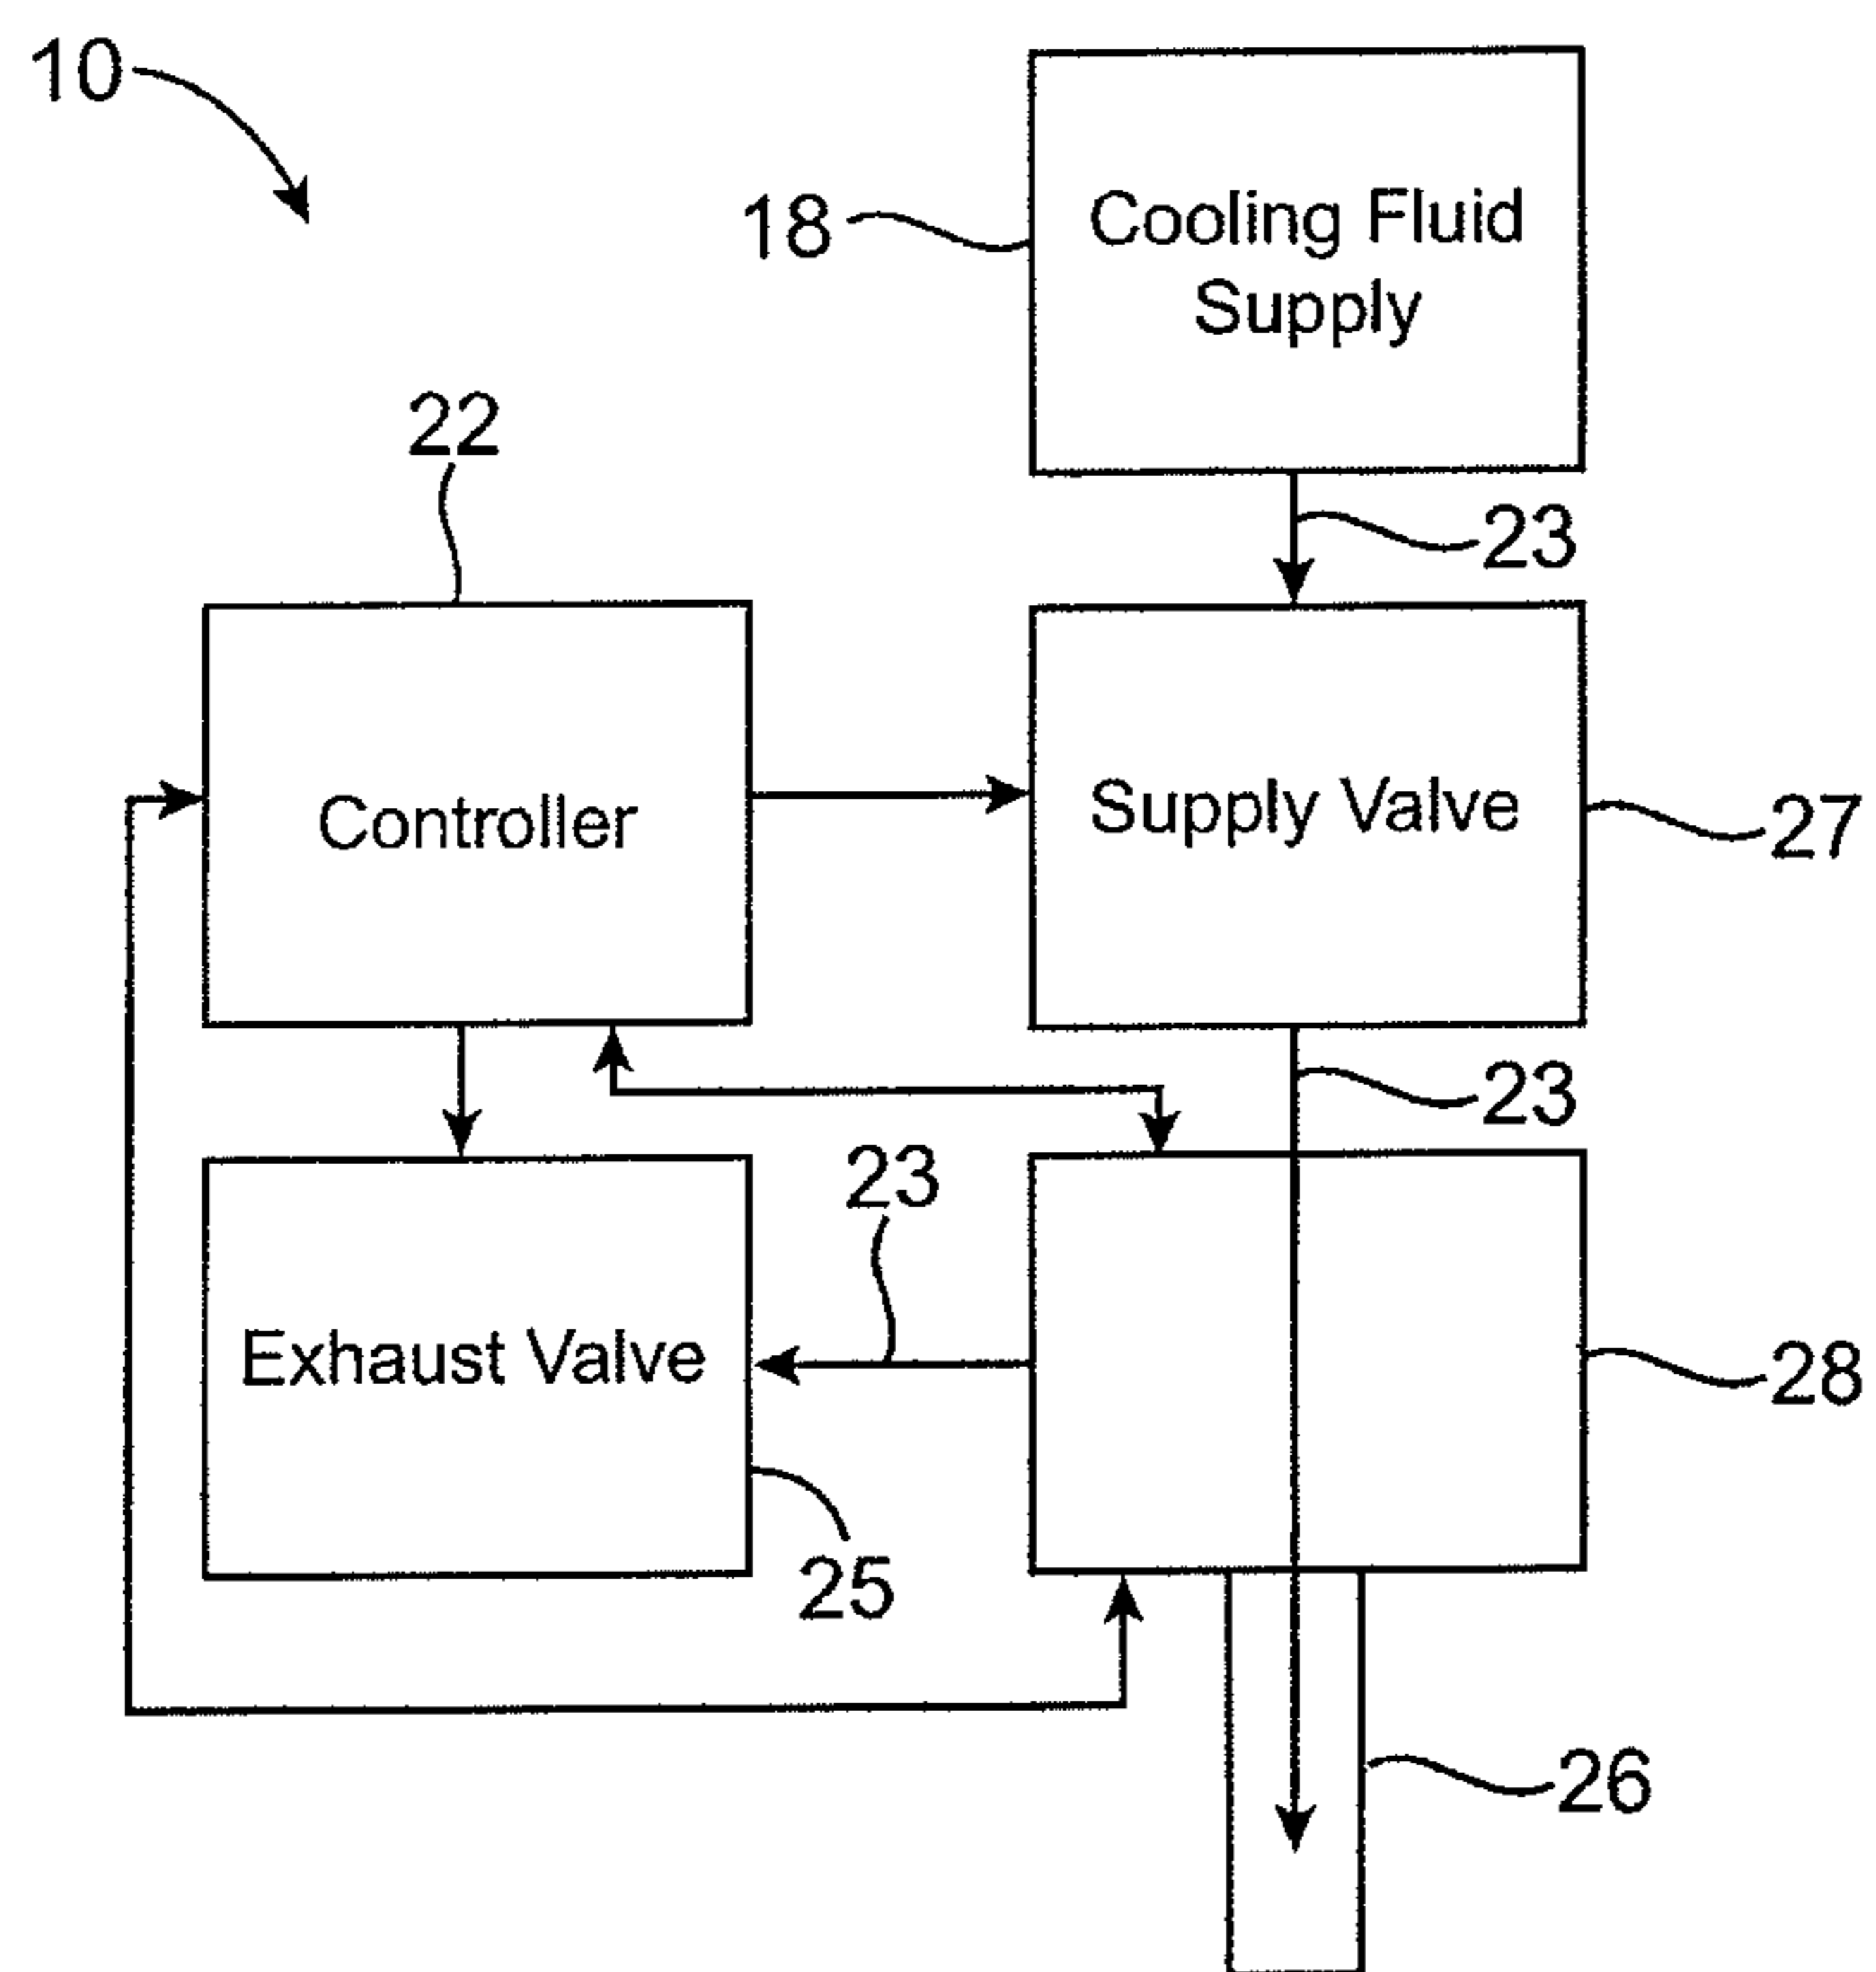 10
18
Cooling Fluid
Supply
22
23
Controller
Supply Valve
27
23
23
Exhaust Valve
28
25
26